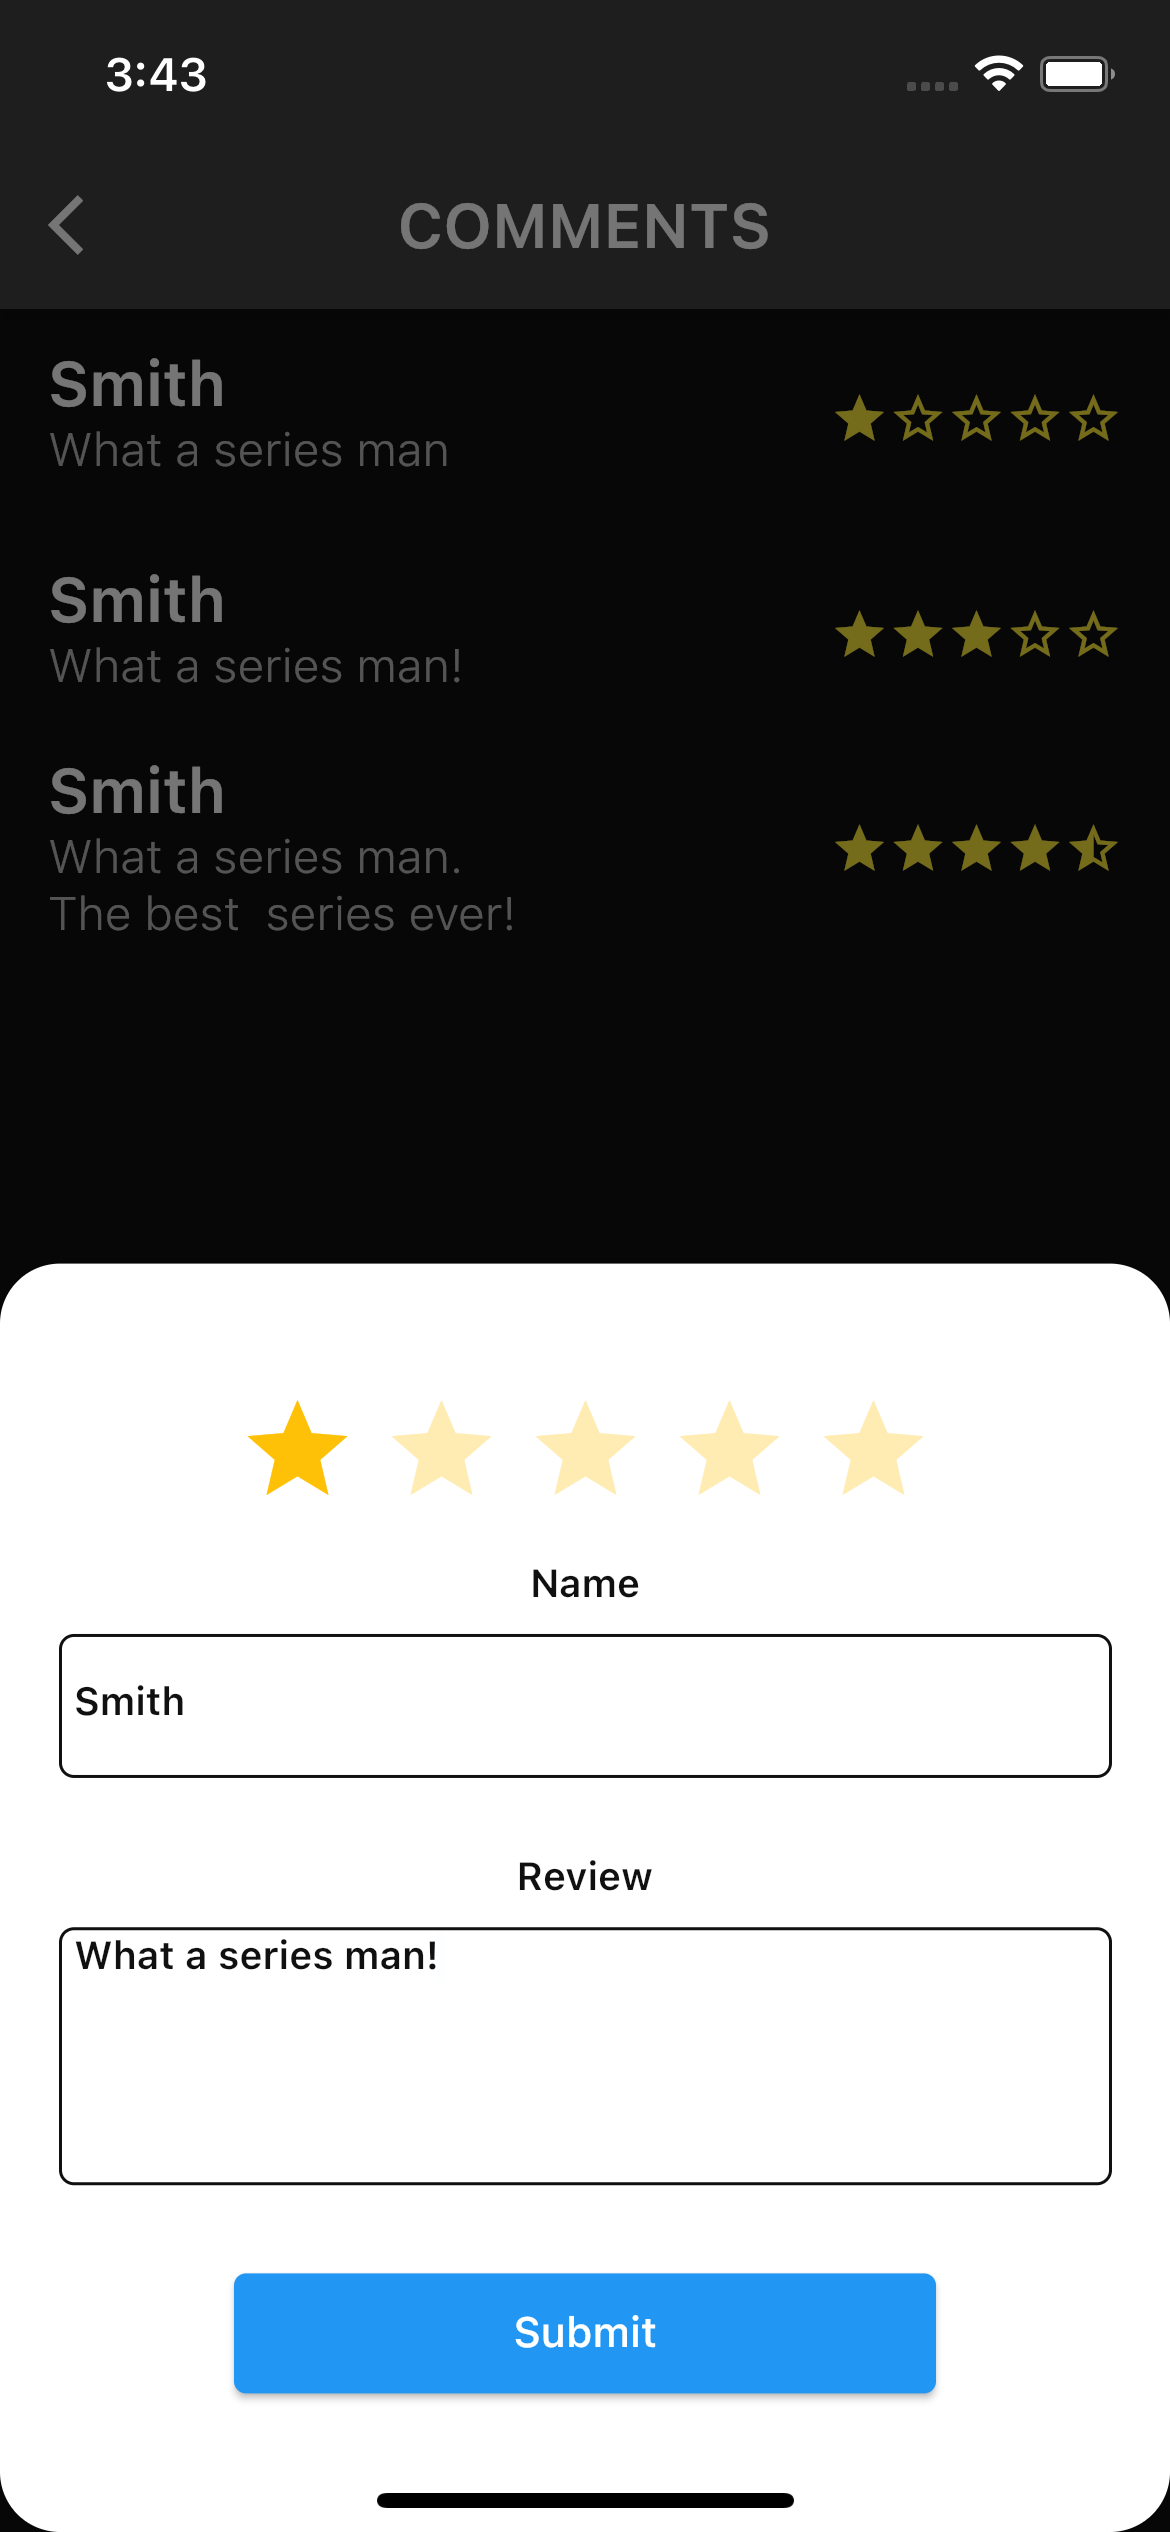 3:43
COMMENTS
Smith
What a series man
Smith
What a series man!
Smith
What a series man.
The best  series ever!
Name
Smith
Review
What a series man!
Submit